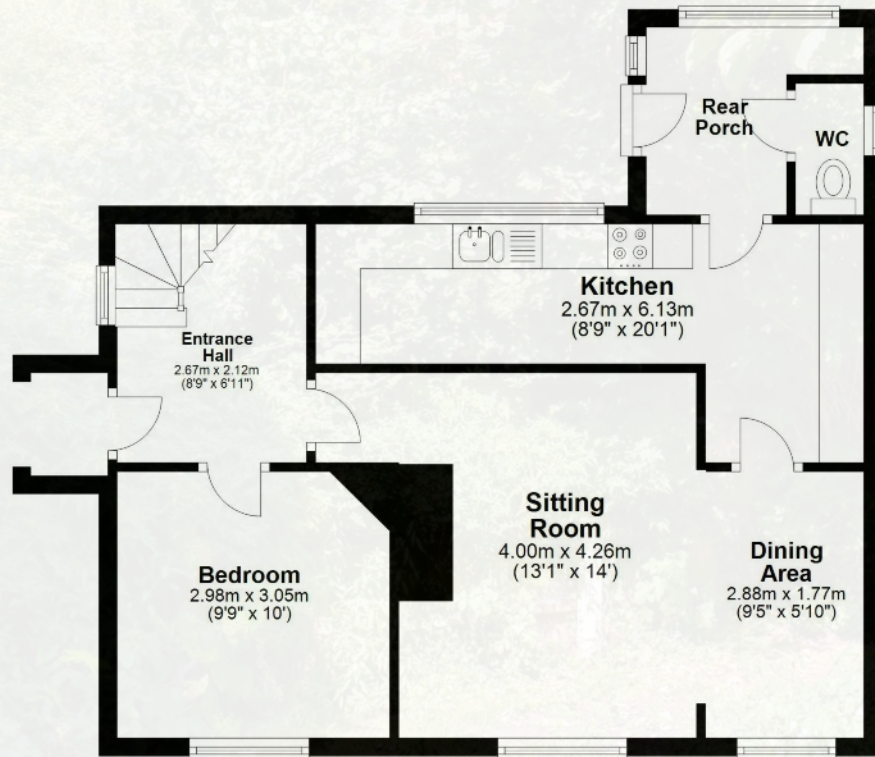 Rear
Porch
WC
Kitchen
2.67m x 6.13m
(8'9" x 20'1")
Entrance
Hall
2.67m x 2.12m
(8'9" x 6'11")
Sitting
Room
4.00m x 4.26m
(13'1" x 14')
Dining
Area
2.88m x 1.77m
(9'5" x 5'10")
Bedroom
2.98m x 3.05m
(9'9" x 10')